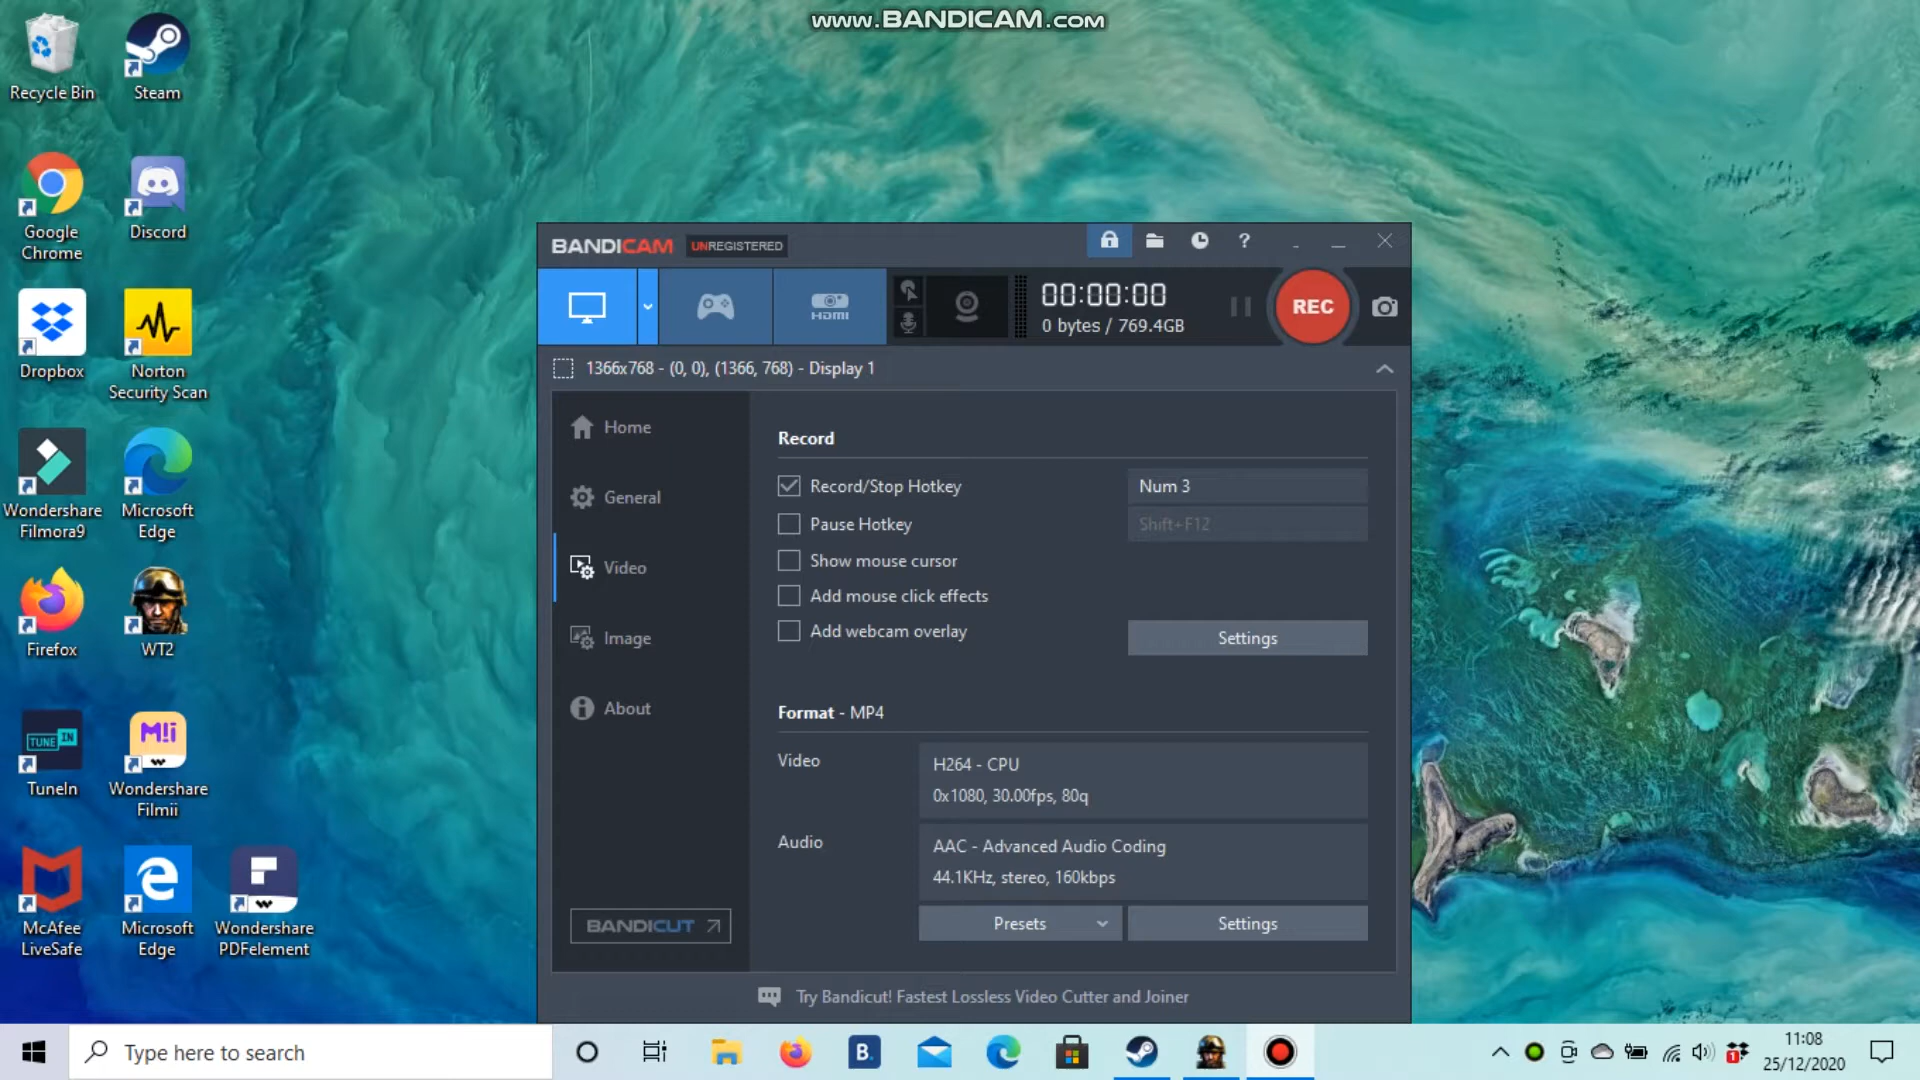 www.BANDICAM.com
Recycle Bin
Steam
Google
Chrome
Discord
Dropbox
Norton
Security Scan
Wondershare
Filmora9
Microsoft
Edge
Firefox
WT2
TUNE IN
TuneIn
M!i
Wondershare
Filmii
McAfee
LiveSafe
Microsoft
Edge
Wondershare
PDFelement
BANDICAM UNREGISTERED
?
HDMI
00:00:00
0 bytes / 769.4GB
REC
1366x768 - (0, 0), (1366, 768) - Display 1
Home
General
Video
Image
About
BANDICUT
Record
Record/Stop Hotkey Num 3
Pause Hotkey Shift+F12
Show mouse cursor
Add mouse click effects
Add webcam overlay
Settings
Format - MP4
Video
H264 - CPU
0x1080, 30.00fps, 80q
Audio
AAC - Advanced Audio Coding
44.1KHz, stereo, 160kbps
Presets
Settings
Try Bandicut! Fastest Lossless Video Cutter and Joiner
Type here to search
B.
1
11:08
25/12/2020